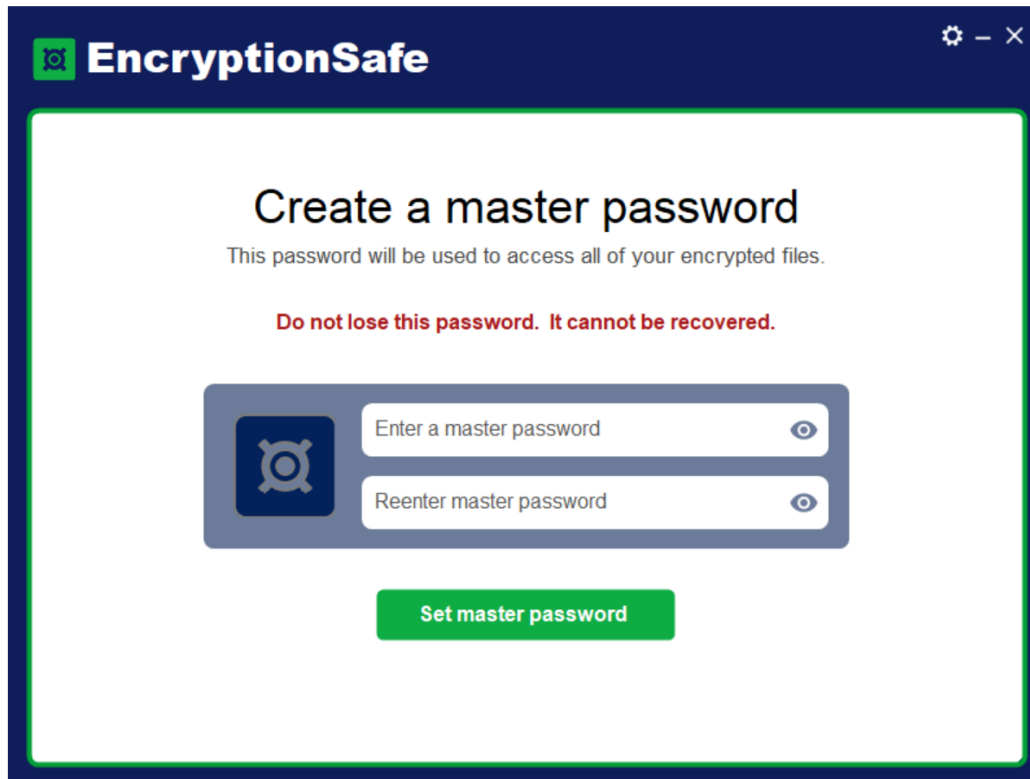 EncryptionSafe
Create a master password
This password will be used to access all of your encrypted files.
Do not lose this password.  It cannot be recovered.
Enter a master password
Reenter master password
Set master password